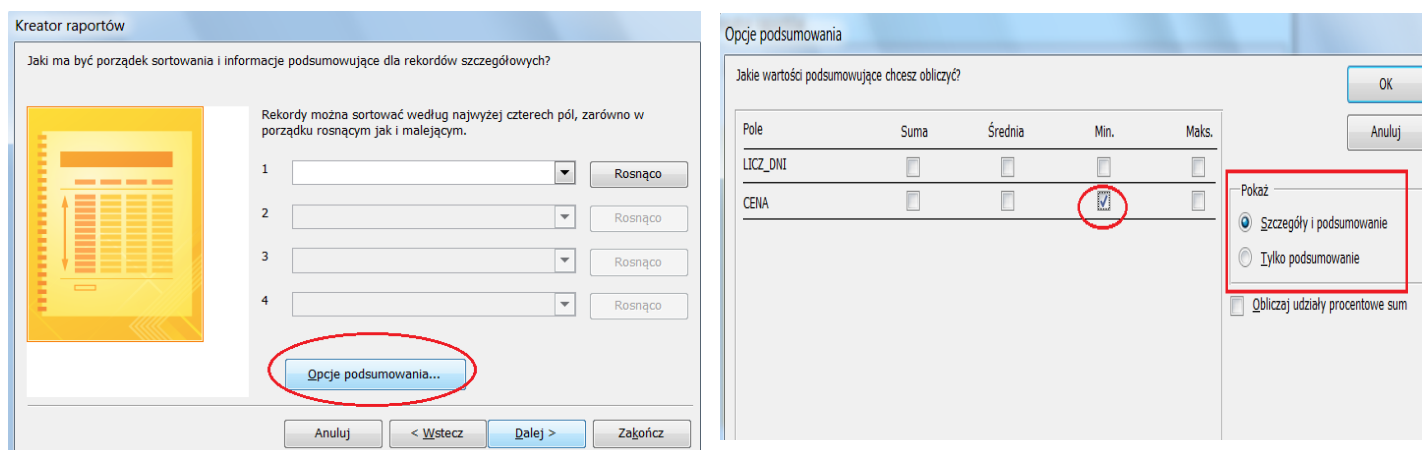 Kreator raportów
Jaki ma być porządek sortowania i informacje podsumowujące dla rekordów szczegółowych?
Rekordy można sortować według najwyżej czterech pól, zarówno w
porządku rosnącym jak i malejącym.
1 Rosnąco
2 Rosnąco
3 Rosnąco
4 Rosnąco
Opcje podsumowania...
Anuluj < Wstecz Dalej > Zakończ
Opcje podsumowania
Jakie wartości podsumowujące chcesz obliczyć?
OK
Anuluj
Pole Suma Średnia Min. Maks.
LICZ_DNI
CENA
Pokaż
Szczegóły i podsumowanie
Tylko podsumowanie
Obliczaj udziały procentowe sum